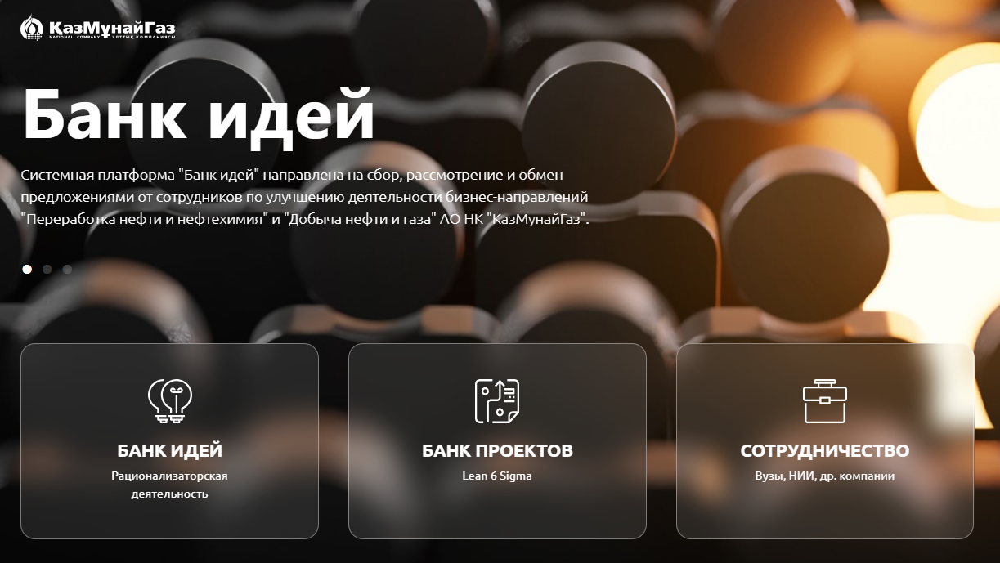 ҚазМұнайГаз
NATIONAL COMPANY ҰЛТТЫҚ КОМПАНИЯСЫ
Банк идей
Системная платформа "Банк идей" направлена на сбор, рассмотрение и обмен
предложениями от сотрудников по улучшению деятельности бизнес-направлений
"Переработка нефти и нефтехимия" и "Добыча нефти и газа" АО НК "КазМунайГаз".
БАНК ИДЕЙ
Рационализаторская
деятельность
БАНК ПРОЕКТОВ
Lean 6 Sigma
СОТРУДНИЧЕСТВО
Вузы, НИИ, др. компании